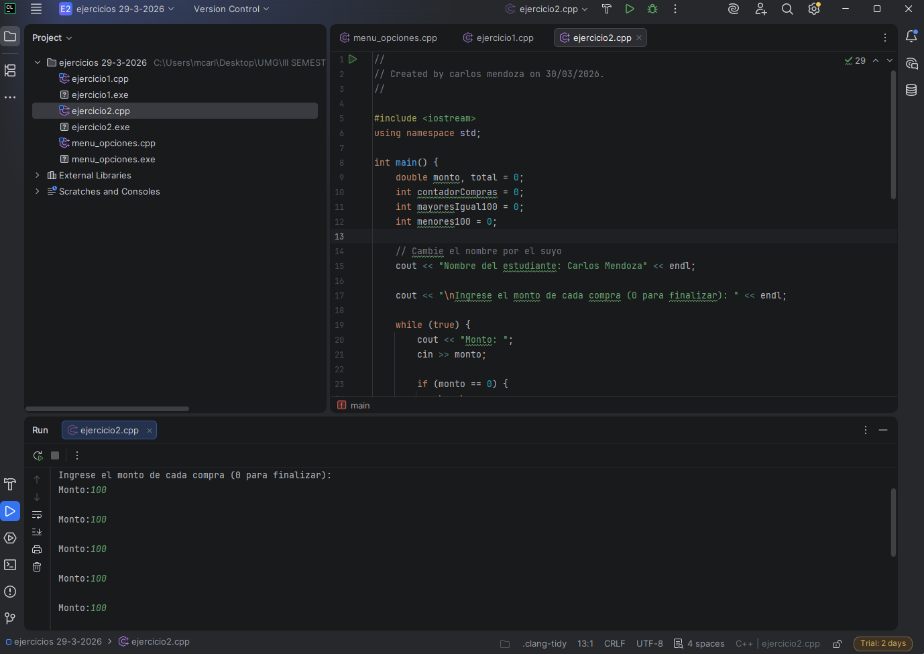 CL E2 ejercicios 29-3-2026 Version Control ejercicio2.cpp
Project
ejercicios 29-3-2026 C:\Users\mcarl\Desktop\UMG\III SEMEST
ejercicio1.cpp
ejercicio1.exe
ejercicio2.cpp
ejercicio2.exe
menu_opciones.cpp
menu_opciones.exe
External Libraries
Scratches and Consoles
menu_opciones.cpp ejercicio1.cpp ejercicio2.cpp
29
1 //
2 // Created by carlos mendoza on 30/03/2026.
3 //
4
5 #include <iostream>
6 using namespace std;
7
8 int main() {
9 double monto, total = 0;
10 int contadorCompras = 0;
11 int mayoresIgual100 = 0;
12 int menores100 = 0;
13
14 // Cambie el nombre por el suyo
15 cout << "Nombre del estudiante: Carlos Mendoza" << endl;
16
17 cout << "\nIngrese el monto de cada compra (0 para finalizar): " << endl;
18
19 while (true) {
20 cout << "Monto: ";
21 cin >> monto;
22
23 if (monto == 0) {
main
Run ejercicio2.cpp
Ingrese el monto de cada compra (0 para finalizar):
Monto:100
Monto:100
Monto:100
Monto:100
Monto:100
ejercicios 29-3-2026 ejercicio2.cpp .clang-tidy 13:1 CRLF UTF-8 4 spaces C++ | ejercicio2.cpp Trial: 2 days